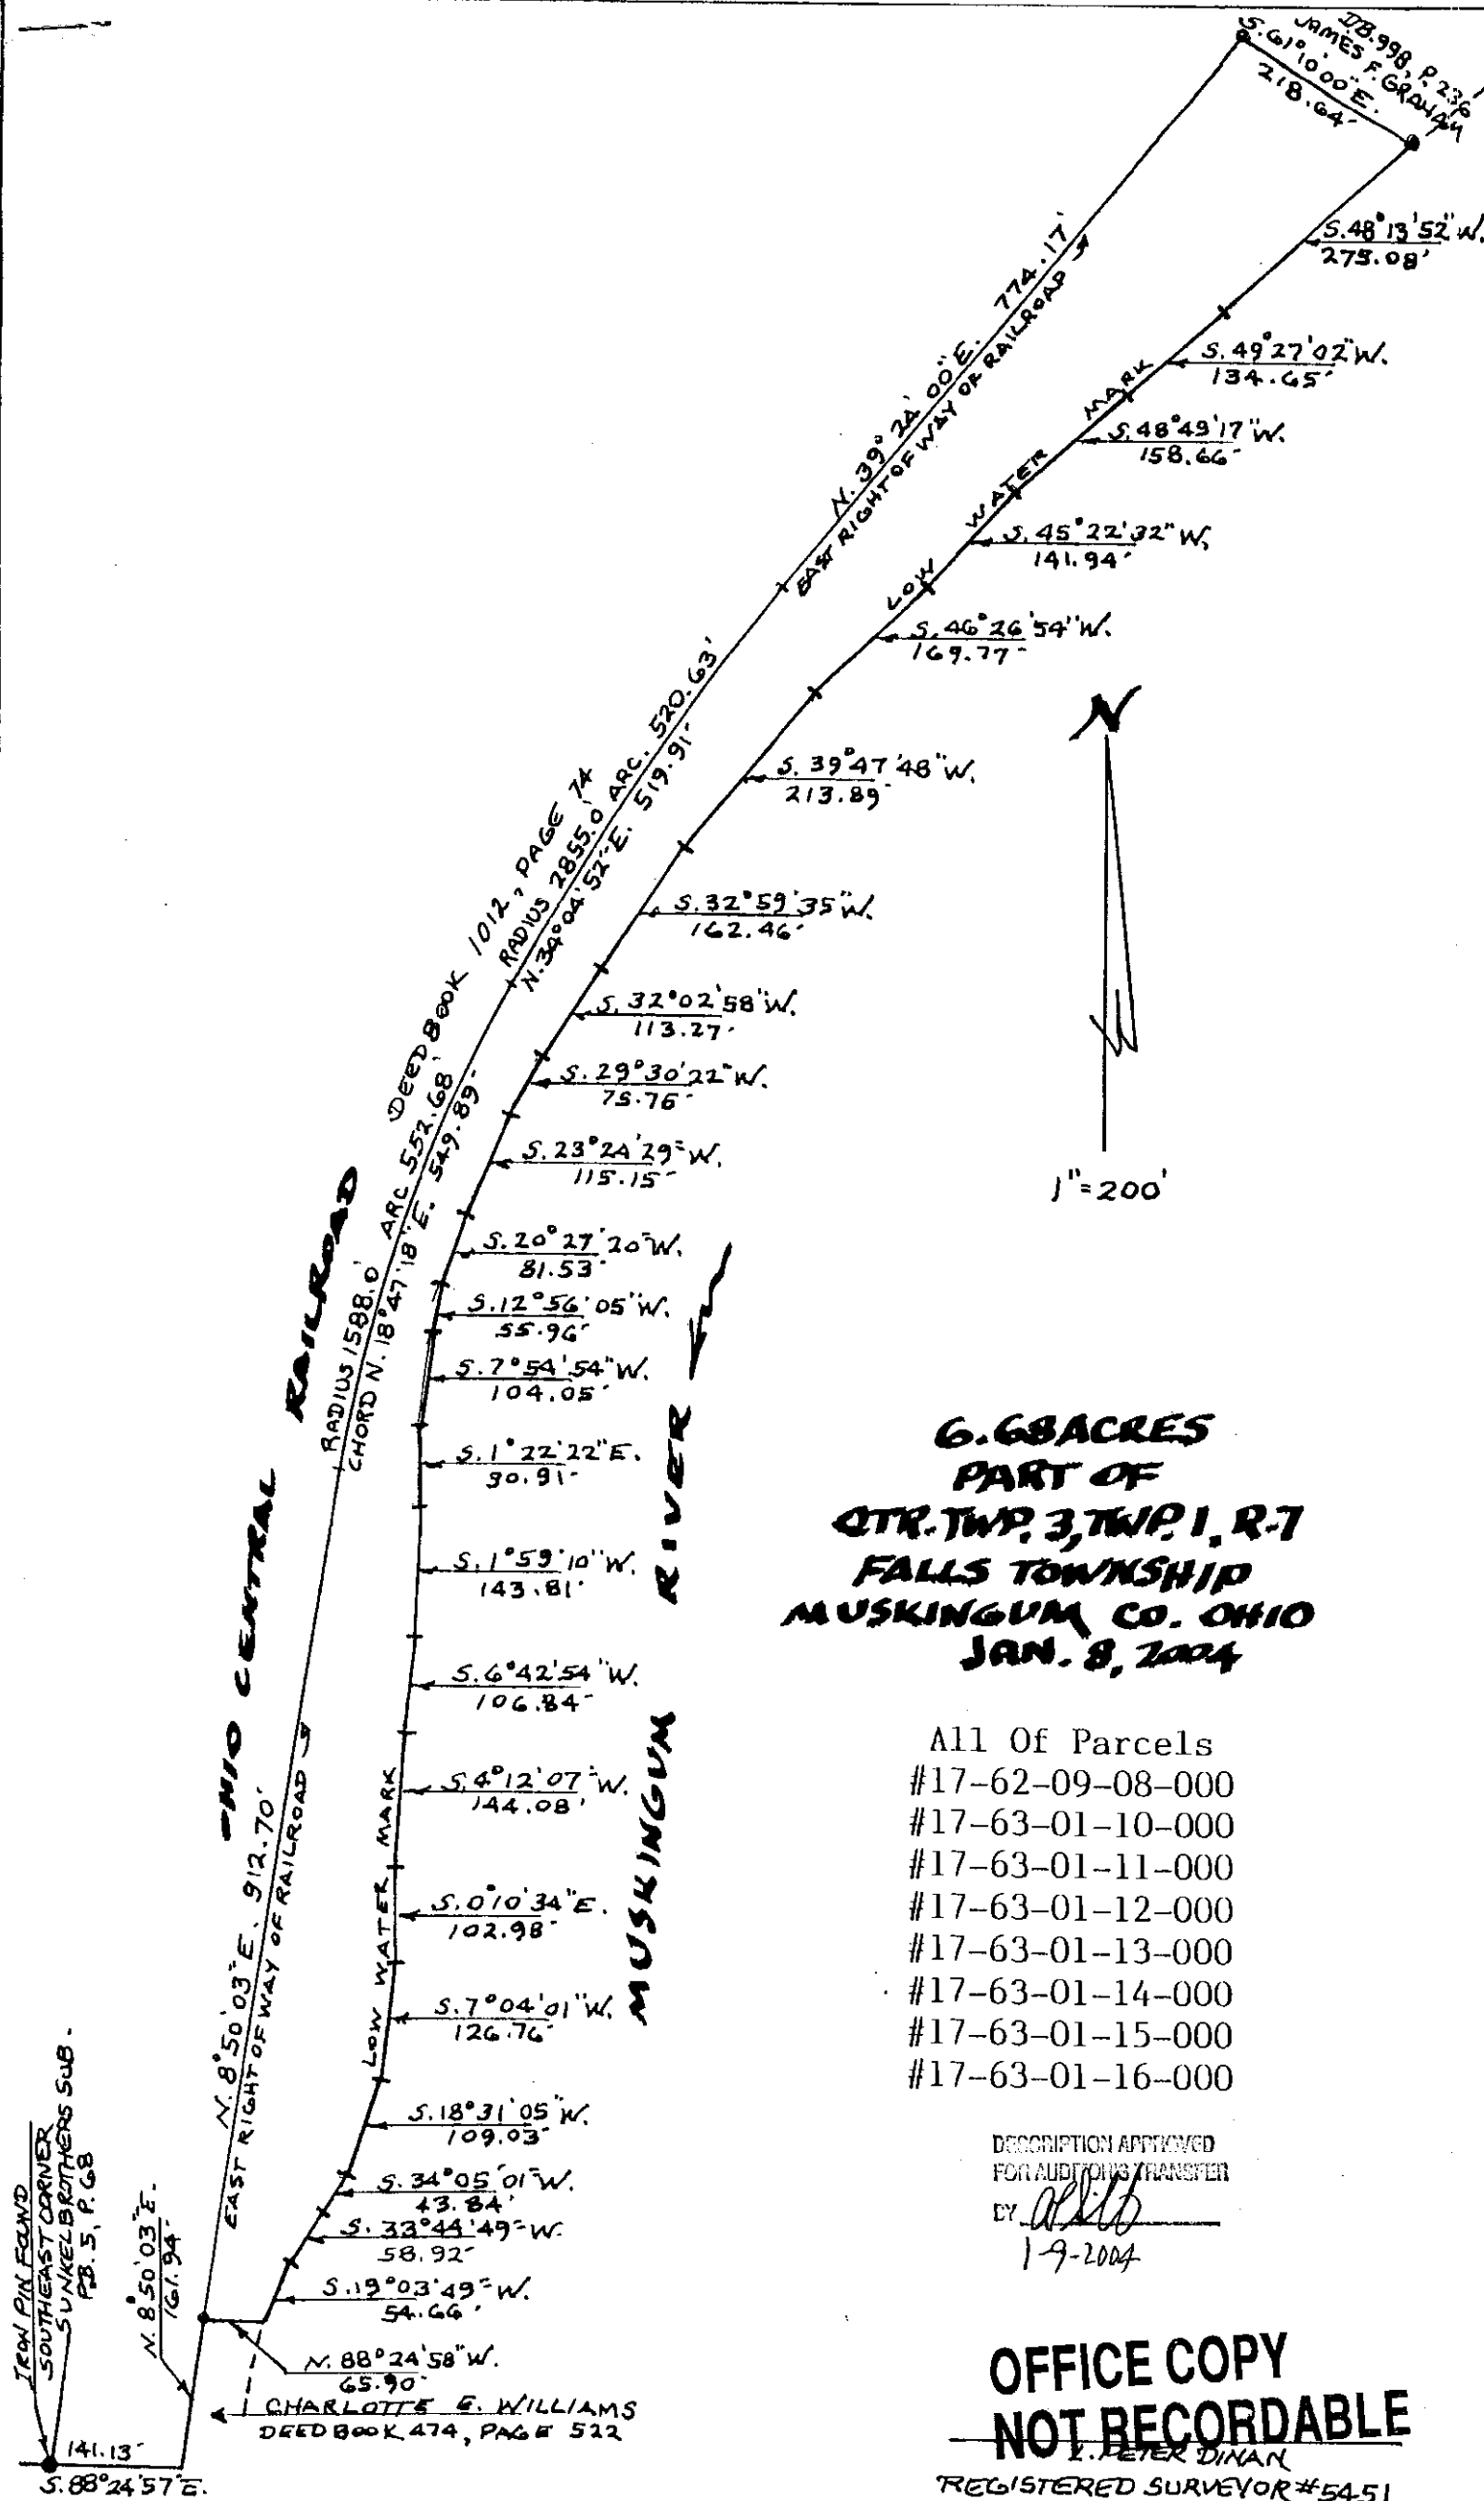 D.B. 998, P. 236
JAMES F. GRAHAM
S. 61° 10' 00" E.
218.64'
S. 48° 13' 52" W.
275.08'
N. 39° 24' 00" E. 774.17'
EAST RIGHT OF WAY OF RAILROAD
S. 49° 27' 02" W.
134.65'
S. 48° 49' 17" W.
158.66'
S. 45° 22' 32" W.
141.94'
S. 46° 26' 54" W.
169.77'
LOW WATER MARK
N
1"=200'
S. 39° 47' 48" W.
213.89'
DEED BOOK 1012, PAGE 74
RADIUS 2855.0' ARC. 520.63'
N. 34° 04' 52" E. 519.91'
S. 32° 59' 35" W.
162.46'
S. 32° 02' 58" W.
113.27'
S. 29° 30' 22" W.
75.76'
S. 23° 24' 29" W.
115.15'
S. 20° 27' 20" W.
81.53'
S. 12° 56' 05" W.
55.96'
S. 7° 54' 54" W.
104.05'
S. 1° 22' 22" E.
90.91'
S. 1° 59' 10" W.
143.81'
S. 6° 42' 54" W.
106.84'
S. 4° 12' 07" W.
144.08'
S. 0° 10' 34" E.
102.98'
S. 7° 04' 01" W.
126.76'
S. 18° 31' 05" W.
109.03'
S. 34° 05' 01" W.
43.84'
S. 33° 44' 49" W.
58.92'
S. 19° 03' 49" W.
54.66'
N. 88° 24' 58" W.
65.90'
RADIUS 1588.0' ARC 552.68'
CHORD N. 18° 47' 18" E. 549.89'
OHIO CENTRAL RAILROAD
N. 8° 50' 03" E. 912.70'
EAST RIGHT OF WAY OF RAILROAD
LOW WATER MARK
MUSKINGUM RIVER
6.68 ACRES
PART OF
QTR. TWP. 3, TWP. 1, R-7
FALLS TOWNSHIP
MUSKINGUM CO. OHIO
JAN. 8, 2004
All Of Parcels
#17-62-09-08-000
#17-63-01-10-000
#17-63-01-11-000
#17-63-01-12-000
#17-63-01-13-000
#17-63-01-14-000
#17-63-01-15-000
#17-63-01-16-000
DESCRIPTION APPROVED
FOR AUDITORS TRANSFER
BY
1-9-2004
IRON PIN FOUND
SOUTHEAST CORNER
SUNKEL BROTHERS SUB.
P.B. 5, P. 68
N. 8° 50' 03" E.
161.94'
CHARLOTTE E. WILLIAMS
DEED BOOK 474, PAGE 522
141.13'
S. 88° 24' 57" E.
OFFICE COPY
NOT RECORDABLE
PETER DINAN
REGISTERED SURVEYOR #5451